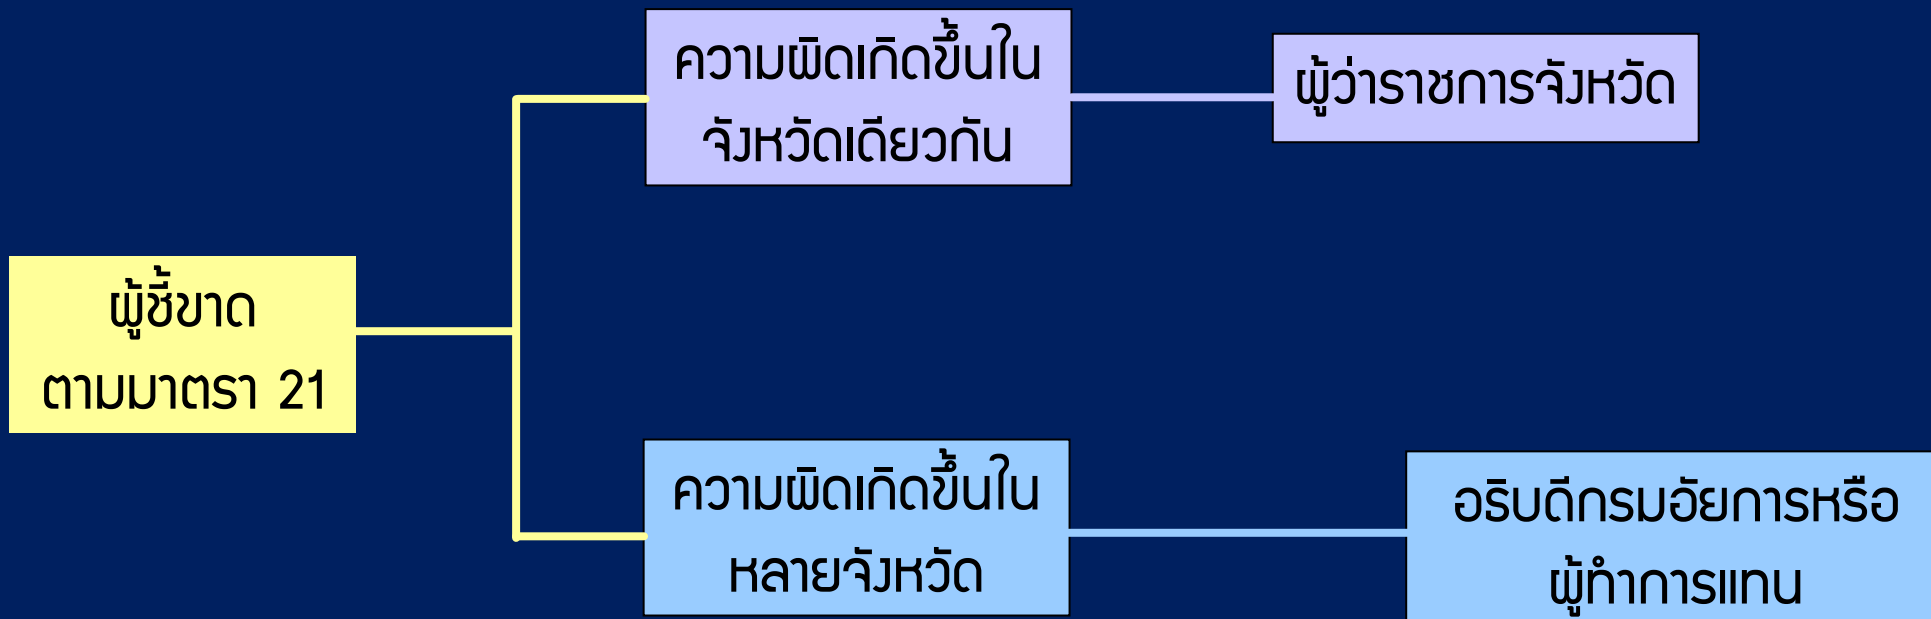 ความผิดเกิดขึ้นใน
จังหวัดเดียวกัน
ผู้ว่าราชการจังหวัด
ผู้ชี้ขาด
ตามมาตรา 21
ความผิดเกิดขึ้นใน
หลายจังหวัด
อธิบดีกรมอัยการหรือ
ผู้ทำการแทน